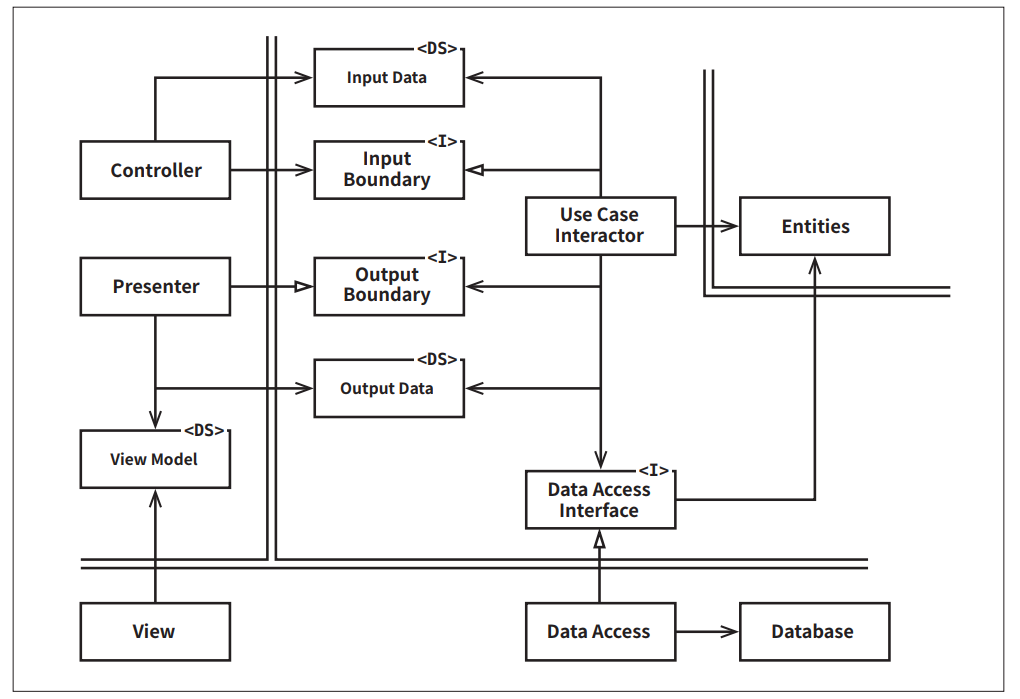 <DS>
Input Data
<I>
Controller
Input
Boundary
Use Case
Interactor
Entities
<I>
Presenter
Output
Boundary
<DS>
Output Data
<DS>
View Model
<I>
Data Access
Interface
View
Data Access
Database